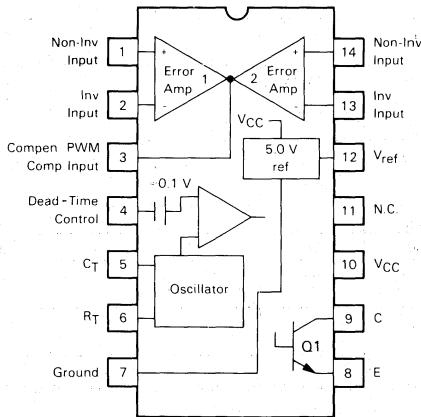 Non-Inv
Input
1
+
Error
Amp
1
2
+
Error
Amp
14
Non-Inv
Input
Inv
Input
2
-
-
13
Inv
Input
Compen PWM
Comp Input
3
VCC
5.0 V
ref
12
Vref
Dead-Time
Control
4
0.1 V
11
N.C.
CT
5
Oscillator
10
VCC
RT
6
9
C
Q1
Ground
7
8
E